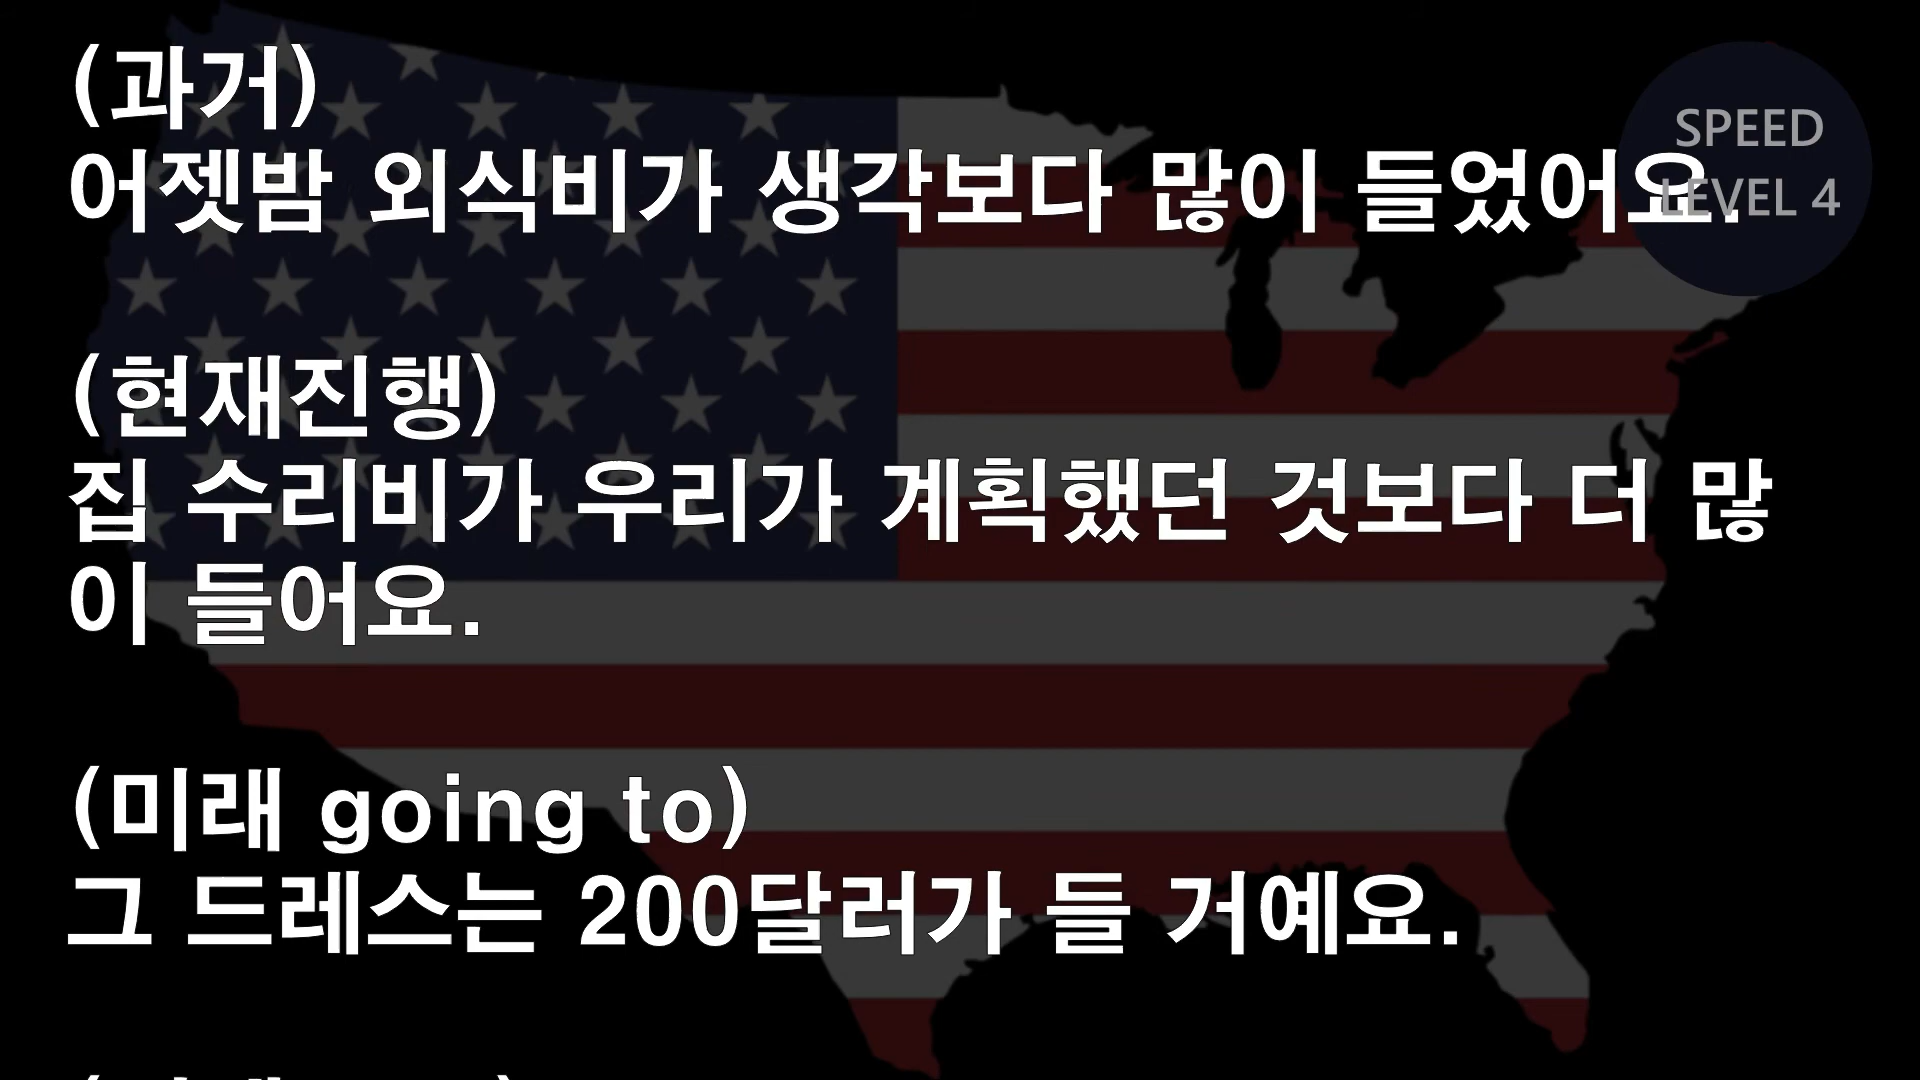 (과거)
어젯밤 외식비가 생각보다 많이 들었어요.
SPEED
LEVEL 4
(현재진행)
집 수리비가 우리가 계획했던 것보다 더 많
이 들어요.
(미래 going to)
그 드레스는 200달러가 들 거예요.